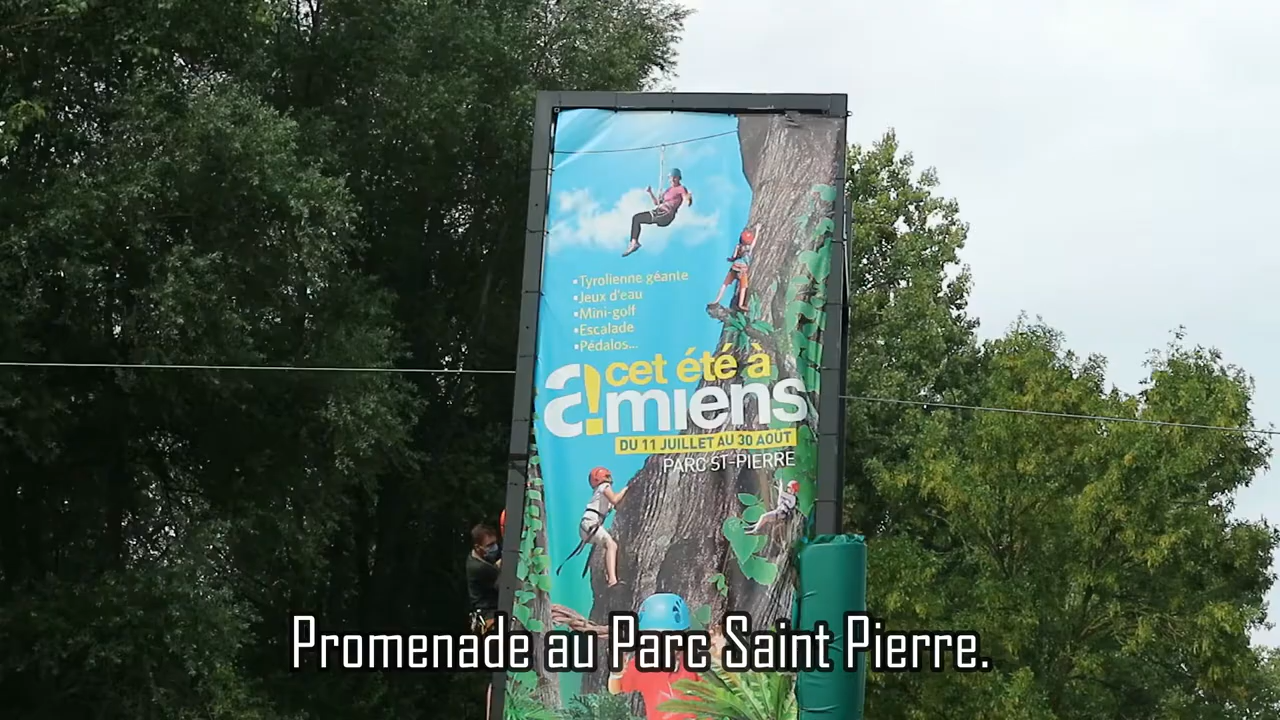 ▪Tyrolienne géante
▪Jeux d'eau
▪Mini-golf
▪Escalade
▪Pédalos...
cet été à
a!miens
DU 11 JUILLET AU 30 AOÛT
PARC ST-PIERRE
Promenade au Parc Saint Pierre.